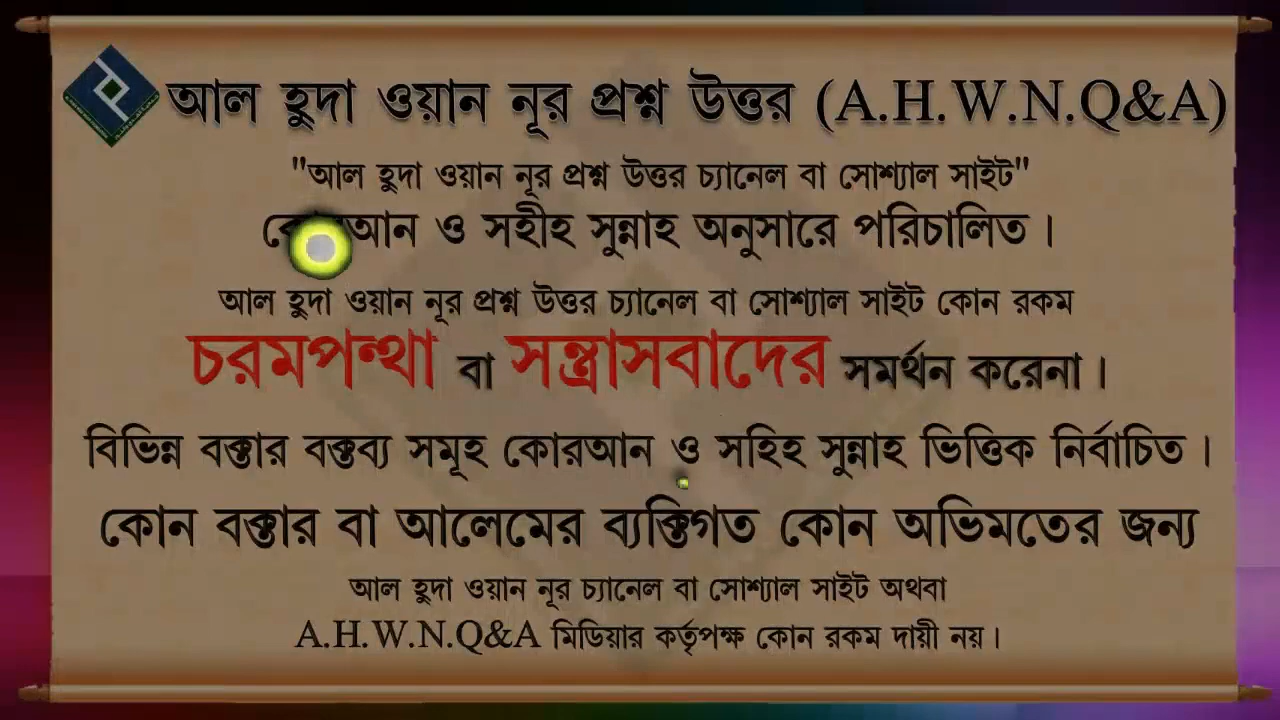 আল হুদা ওয়ান নূর প্রশ্ন উত্তর (A.H.W.N.Q&A)
"আল হুদা ওয়ান নূর প্রশ্ন উত্তর চ্যানেল বা সোশ্যাল সাইট"
ও সহীহ সুন্নাহ অনুসারে পরিচালিত।
আল হুদা ওয়ান নূর প্রশ্ন উত্তর চ্যানেল বা সোশ্যাল সাইট কোন রকম
চরমপন্থা বা সন্ত্রাসবাদের সমর্থন করেনা।
বিভিন্ন বক্তার বক্তব্য সমূহ কোরআন ও সহিহ সুন্নাহ ভিত্তিক নির্বাচিত।
কোন বক্তার বা আলেমের ব্যক্তিগত কোন অভিমতের জন্য
আল হুদা ওয়ান নূর চ্যানেল বা সোশ্যাল সাইট অথবা
A.H.W.N.Q&A মিডিয়ার কর্তৃপক্ষ কোন রকম দায়ী নয়।